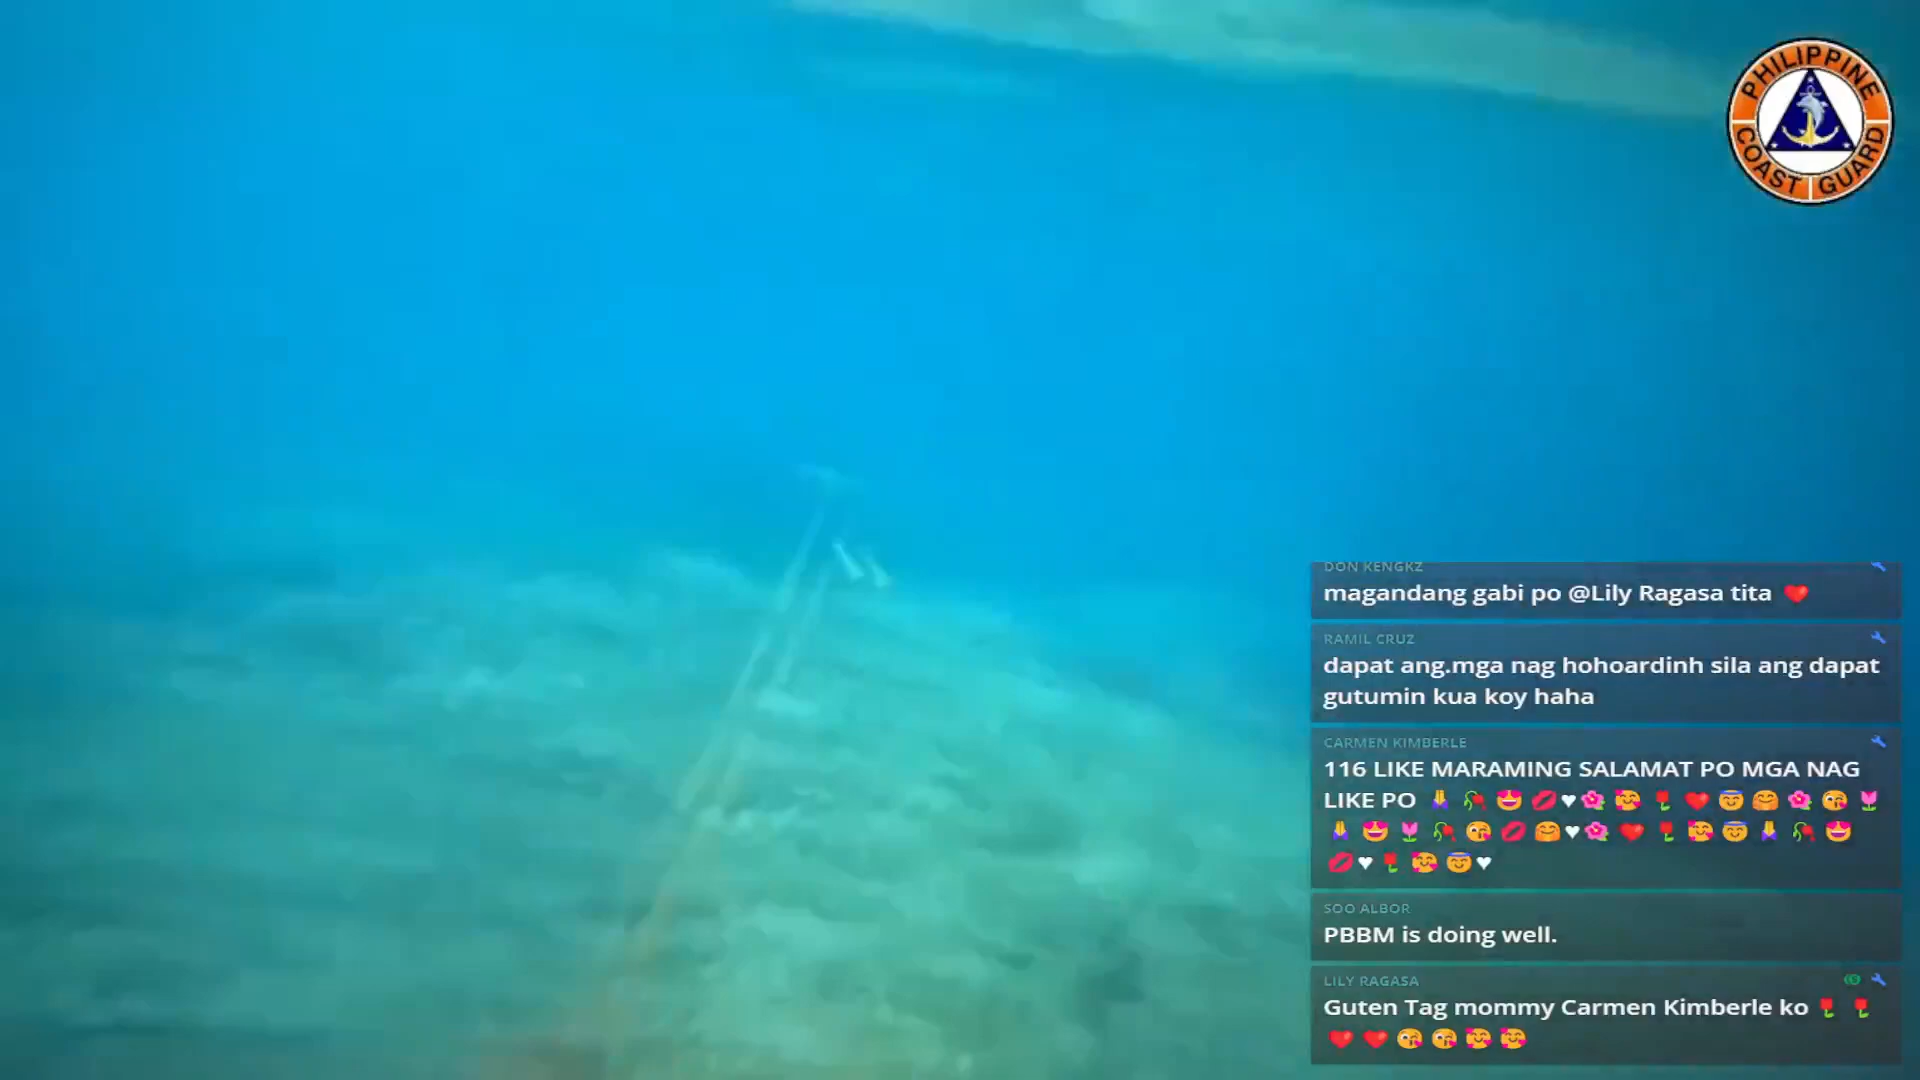 PHILIPPINE
COAST GUARD
DON KENGKZ
magandang gabi po @Lily Ragasa tita ❤️
RAMIL CRUZ
dapat ang.mga nag hohoardinh sila ang dapat
gutumin kua koy haha
CARMEN KIMBERLE
116 LIKE MARAMING SALAMAT PO MGA NAG
LIKE PO 🙏 🥀 😍 💋 ♥ 🌺 🥰 🌹 ❤️ 😇 🤗 🌺 😘 🌷
🙏 😍 🌷 🥀 😘 💋 🤗 ♥ 🌺 ❤️ 🌹 🥰 😇 🙏 🥀 😍
💋 ♥ 🌹 🥰 😇 ♥
SOO ALBOR
PBBM is doing well.
LILY RAGASA
Guten Tag mommy Carmen Kimberle ko 🌹 🌹
❤️ ❤️ 😘 😘 🥰 🥰